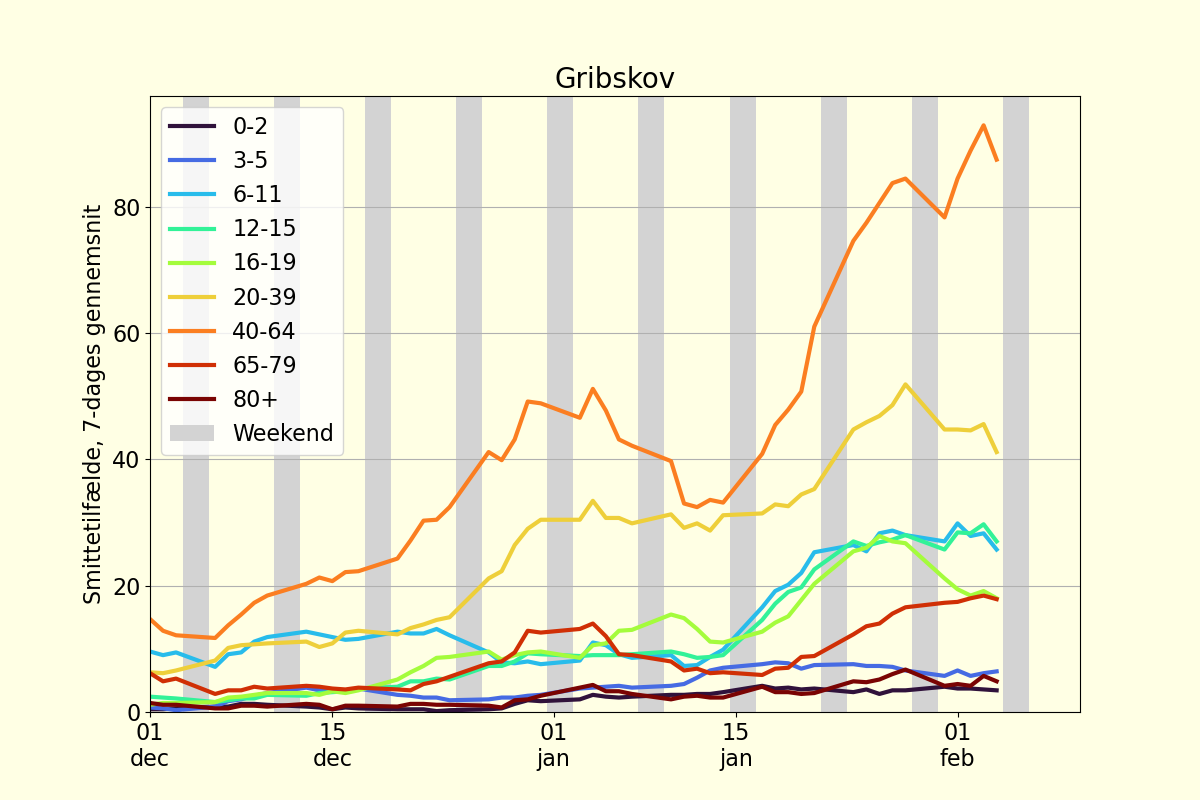 Gribskov
Smittetilfælde, 7-dages gennemsnit
0-2
3-5
6-11
12-15
16-19
20-39
40-64
65-79
80+
Weekend
80
60
40
20
0
01 15 01 15 01
dec dec jan jan feb